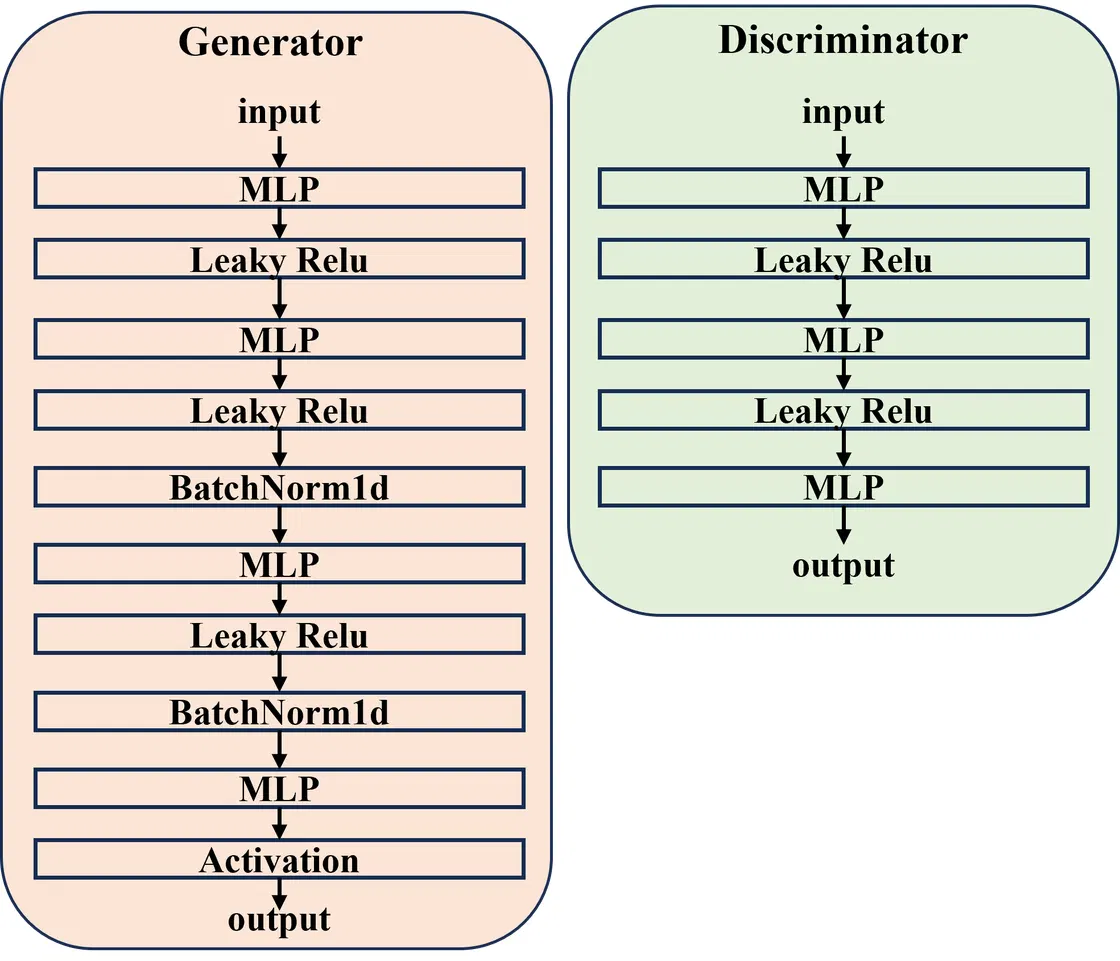 Generator
input
MLP
Leaky Relu
MLP
Leaky Relu
BatchNorm1d
MLP
Leaky Relu
BatchNorm1d
MLP
Activation
output
Discriminator
input
MLP
Leaky Relu
MLP
Leaky Relu
MLP
output